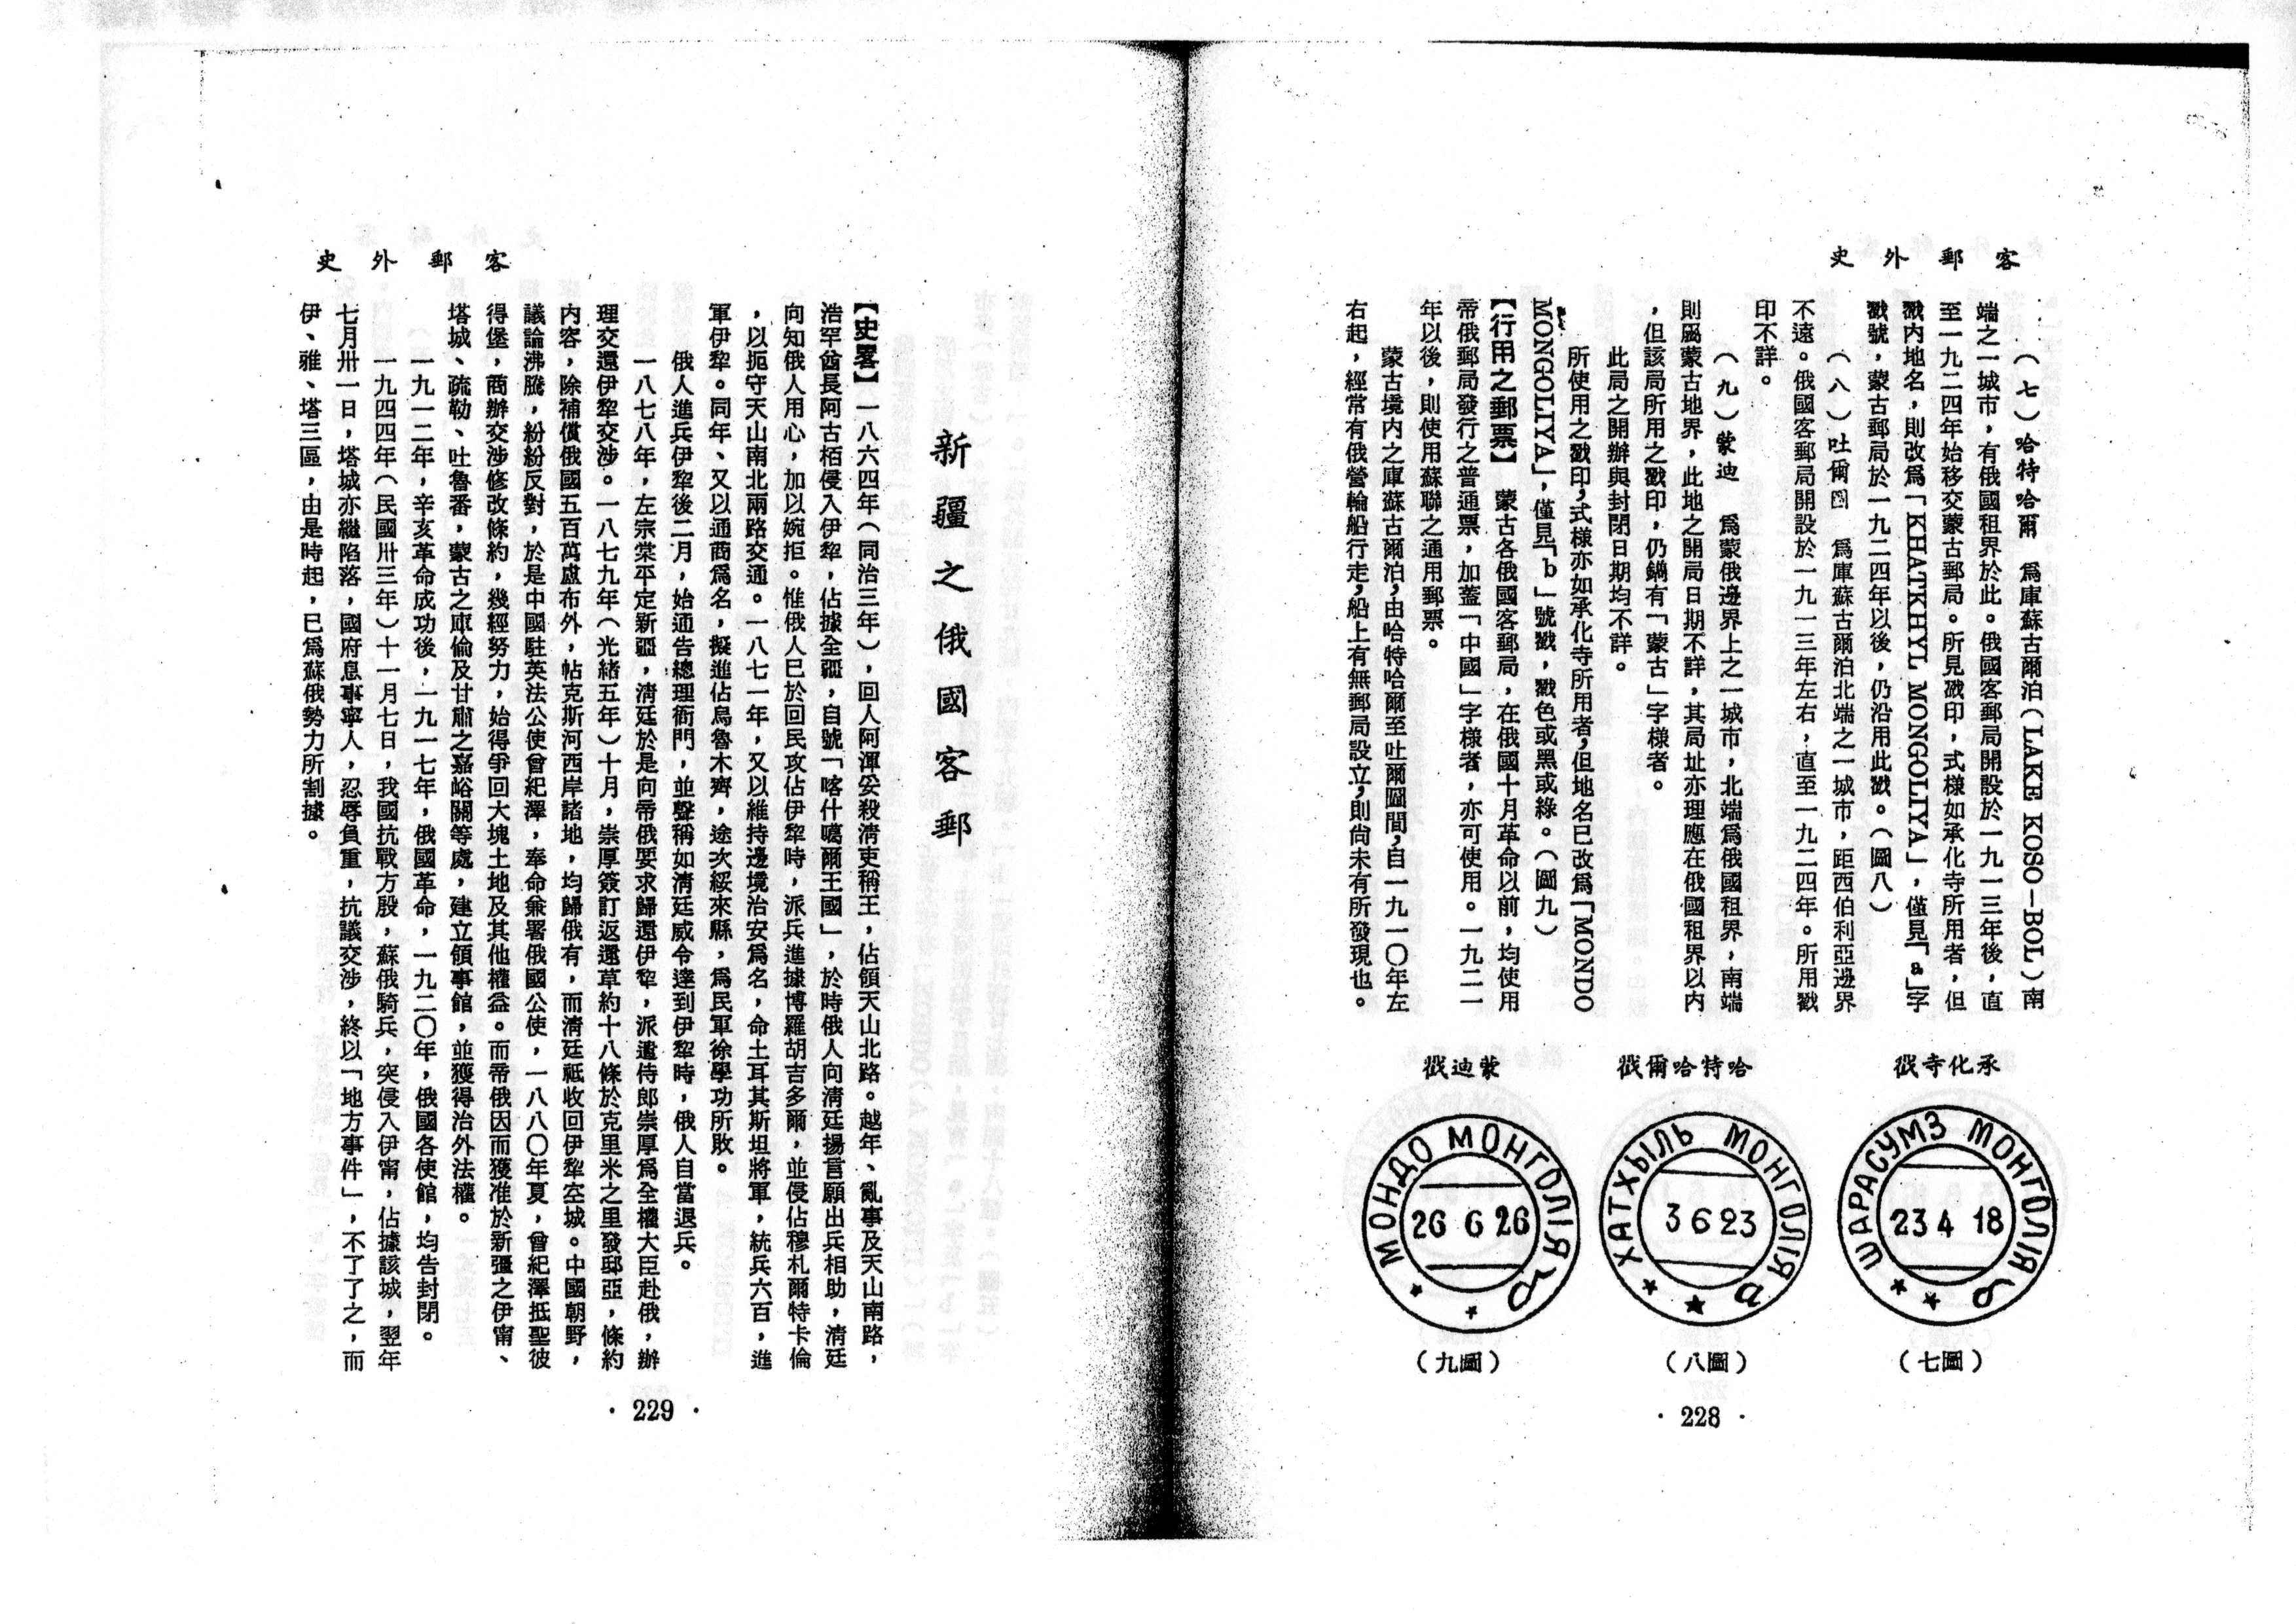 客郵外史
（七）哈特哈爾　爲庫蘇古爾泊（LAKE KOSO－BOL）南
端之一城市，有俄國租界於此。俄國客郵局開設於一九一三年後，直
至一九二四年始移交蒙古郵局。所見戳印，式樣如承化寺所用者，但
戳內地名，則改爲「KHATKHYL MONGOLIYA」，僅見「a」字
戳號，蒙古郵局於一九二四年以後，仍沿用此戳。（圖八）
（八）吐爾圖　爲庫蘇古爾泊北端之一城市，距西伯利亞邊界
不遠。俄國客郵局開設於一九一三年左右，直至一九二四年。所用戳
印不詳。
（九）蒙迪　爲蒙俄邊界上之一城市，北端爲俄國租界，南端
則屬蒙古地界，此地之開局日期不詳，其局址亦理應在俄國租界以內
，但該局所用之戳印，仍鐫有「蒙古」字樣者。
此局之開辦與封閉日期均不詳。
所使用之戳印，式樣亦如承化寺所用者，但地名已改爲「MONDO
MONGOLIYA」，僅見「b」號戳，戳色或黑或綠。（圖九）
【行用之郵票】　蒙古各俄國客郵局，在俄國十月革命以前，均使用
帝俄郵局發行之普通票，加蓋「中國」字樣者，亦可使用。一九二一
年以後，則使用蘇聯之通用郵票。
蒙古境內之庫蘇古爾泊，由哈特哈爾至吐爾圖間，自一九一〇年左
右起，經常有俄營輪船行走，船上有無郵局設立，則尙未有所發現也。
承化寺戳
ШАРАСУМЭ МОНГОЛІЯ
23 4 18
（圖七）
哈特哈爾戳
ХАТХЫЛЬ МОНГОЛІЯ
3 6 23
а
（圖八）
蒙迪戳
МОНДО МОНГОЛІЯ
26 6 26
（圖九）
· 228 ·
客郵外史
新疆之俄國客郵
【史畧】一八六四年（同治三年），回人阿渾妥殺淸吏稱王，佔領天山北路。越年、亂事及天山南路，
浩罕酋長阿古栢侵入伊犂，佔據全疆，自號「喀什噶爾王國」，於時俄人向淸廷揚言願出兵相助，淸廷
向知俄人用心，加以婉拒。惟俄人已於回民攻佔伊犂時，派兵進據博羅胡吉多爾，並侵佔穆札爾特卡倫
，以扼守天山南北兩路交通。一八七一年，又以維持邊境治安爲名，命土耳其斯坦將軍，統兵六百，進
軍伊犂。同年、又以通商爲名，擬進佔烏魯木齊，途次綏來縣，爲民軍徐學功所敗。
俄人進兵伊犂後二月，始通告總理衙門，並聲稱如淸廷威令達到伊犂時，俄人自當退兵。
一八七八年，左宗棠平定新疆，淸廷於是向帝俄要求歸還伊犂，派遣侍郎崇厚爲全權大臣赴俄，辦
理交還伊犂交涉。一八七九年（光緒五年）十月，崇厚簽訂返還草約十八條於克里米之里發邸亞，條約
內容，除補償俄國五百萬盧布外，帖克斯河西岸諸地，均歸俄有，而淸廷祗收回伊犂空城。中國朝野，
議論沸騰，紛紛反對，於是中國駐英法公使曾紀澤，奉命兼署俄國公使，一八八〇年夏，曾紀澤抵聖彼
得堡，商辦交涉修改條約，幾經努力，始得爭回大塊土地及其他權益。而帝俄因而獲准於新疆之伊甯、
塔城、疏勒、吐魯番，蒙古之庫倫及甘肅之嘉峪關等處，建立領事館，並獲得治外法權。
一九一二年，辛亥革命成功後，一九一七年，俄國革命，一九二〇年，俄國各使館，均告封閉。
一九四四年（民國卅三年）十一月七日，我國抗戰方殷，蘇俄騎兵，突侵入伊甯，佔據該城，翌年
七月卅一日，塔城亦繼陷落，國府息事寧人，忍辱負重，抗議交涉，終以「地方事件」，不了了之，而
伊、雅、塔三區，由是時起，已爲蘇俄勢力所割據。
· 229 ·